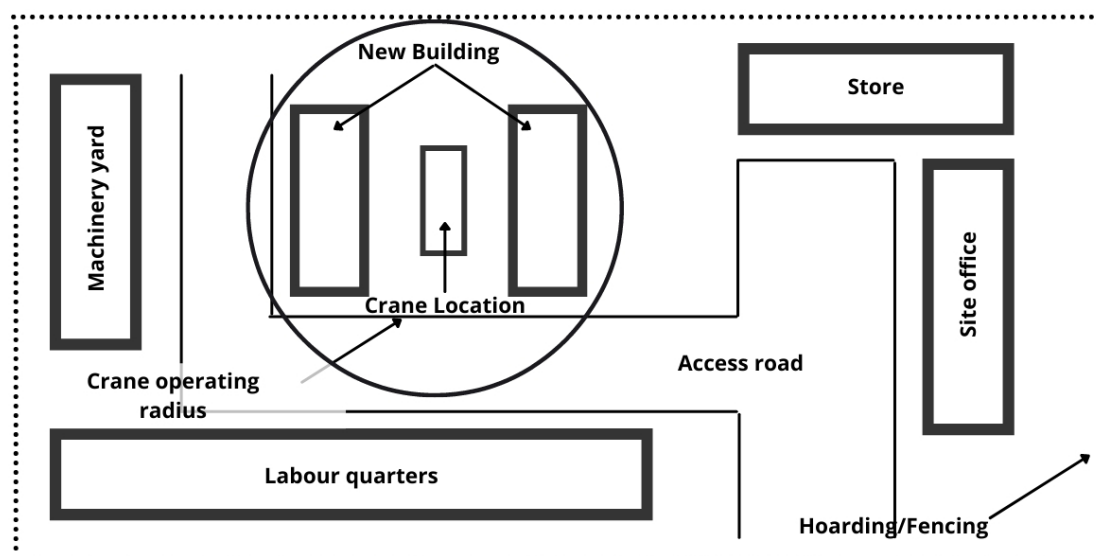 New Building
Store
Machinery yard
Site office
Crane Location
Access road
Crane operating
radius
Labour quarters
Hoarding/Fencing